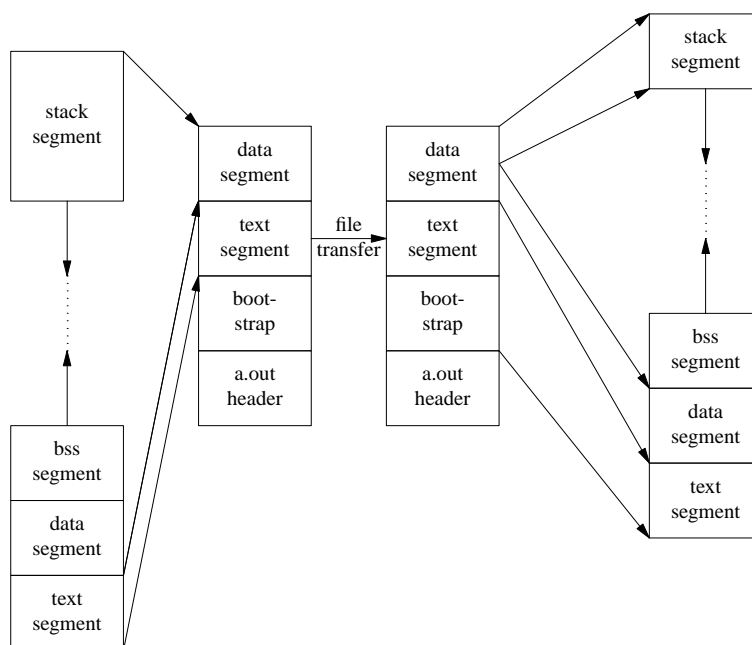 stack
segment
bss
segment
data
segment
text
segment
data
segment
text
segment
boot-
strap
a.out
header
file
transfer
data
segment
text
segment
boot-
strap
a.out
header
stack
segment
bss
segment
data
segment
text
segment